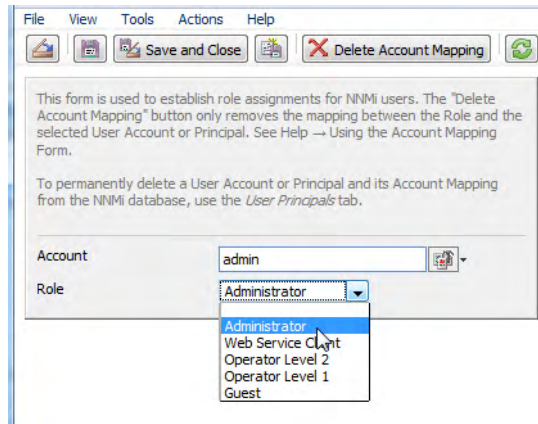 File View Tools Actions Help
Save and Close Delete Account Mapping
This form is used to establish role assignments for NNMi users. The "Delete
Account Mapping" button only removes the mapping between the Role and the
selected User Account or Principal. See Help → Using the Account Mapping
Form.
To permanently delete a User Account or Principal and its Account Mapping
from the NNMi database, use the User Principals tab.
Account admin
Role Administrator
Administrator
Web Service Client
Operator Level 2
Operator Level 1
Guest